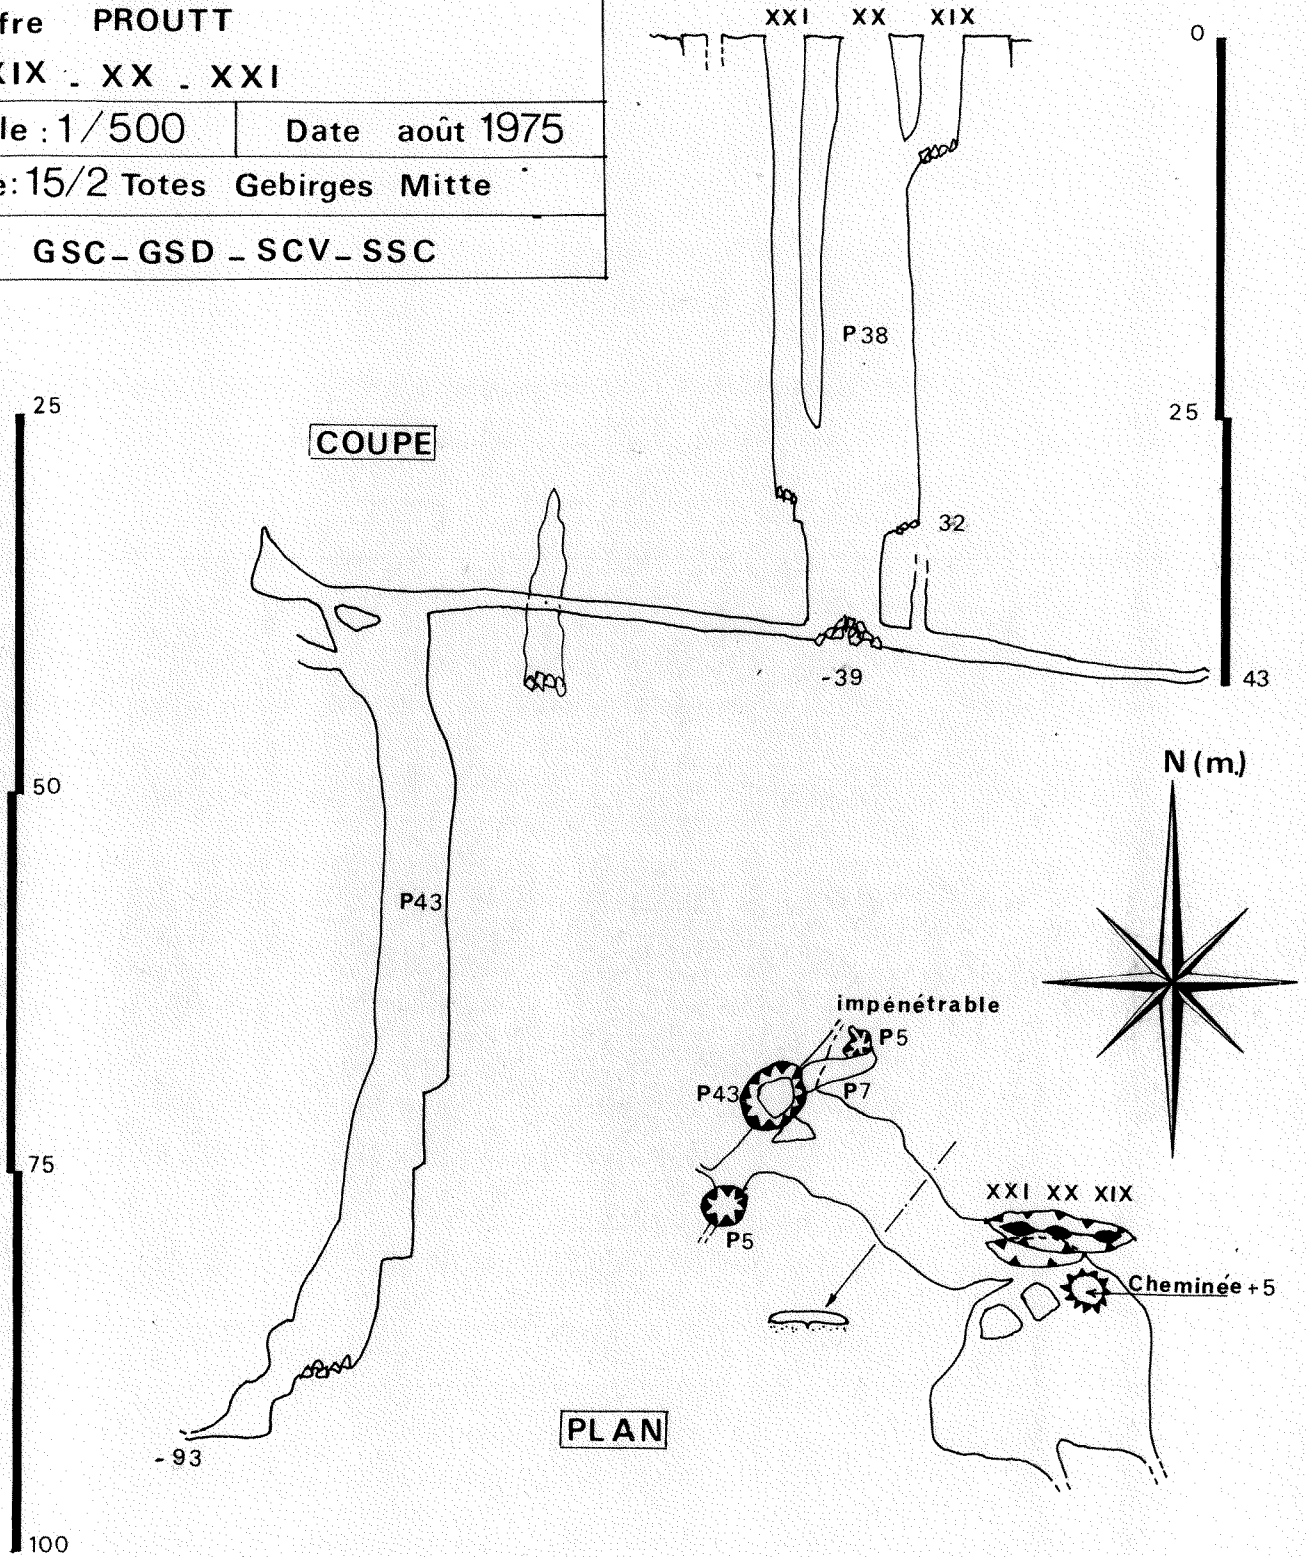 fre PROUTT
XIX - XX - XXI
le : 1/500 Date août 1975
e: 15/2 Totes Gebirges Mitte
GSC - GSD - SCV - SSC
XXI XX XIX
0
P38
25
25
COUPE
32
-39
43
N (m.)
50
P43
impénétrable
P5
P43
P7
75
XXI XX XIX
P5
Cheminée +5
PLAN
-93
100